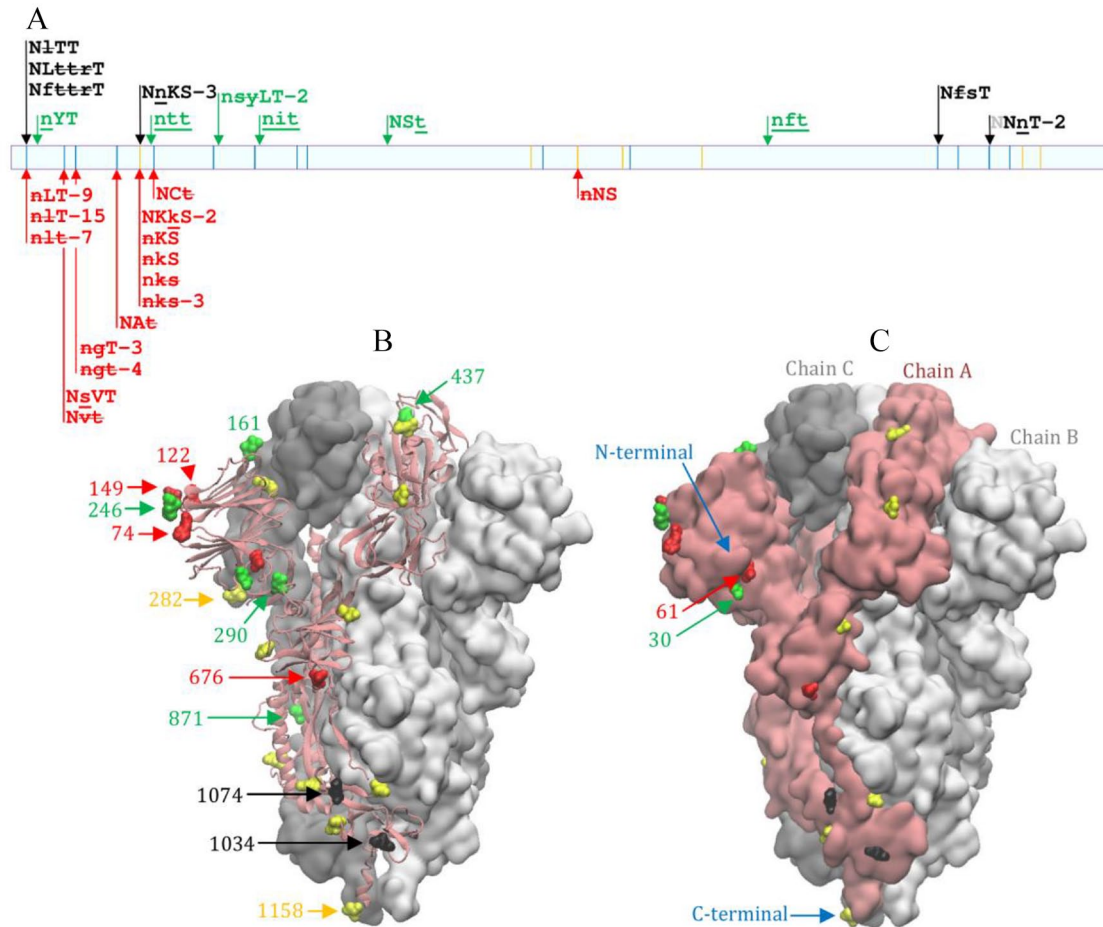 A
NlTT
NLttrT
NfttrT
nYT
NnKS-3
ntt
nsyLT-2
nit
NSt
nft
NfsT
NNnT-2
nLT-9
nlT-15
nlt-7
NCt
NKkS-2
nKS
nkS
nks
nks-3
NAt
ngT-3
ngt-4
NsVT
Nvt
nNS
B
437
161
122
149
246
74
282
290
676
871
1074
1034
1158
C
Chain C
Chain A
Chain B
N-terminal
61
30
C-terminal